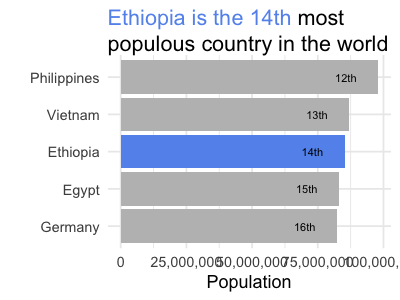 Ethiopia is the 14th most
populous country in the world
Philippines 12th
Vietnam 13th
Ethiopia 14th
Egypt 15th
Germany 16th
0 25,000,000 50,000,000 75,000,000 100,000,
Population